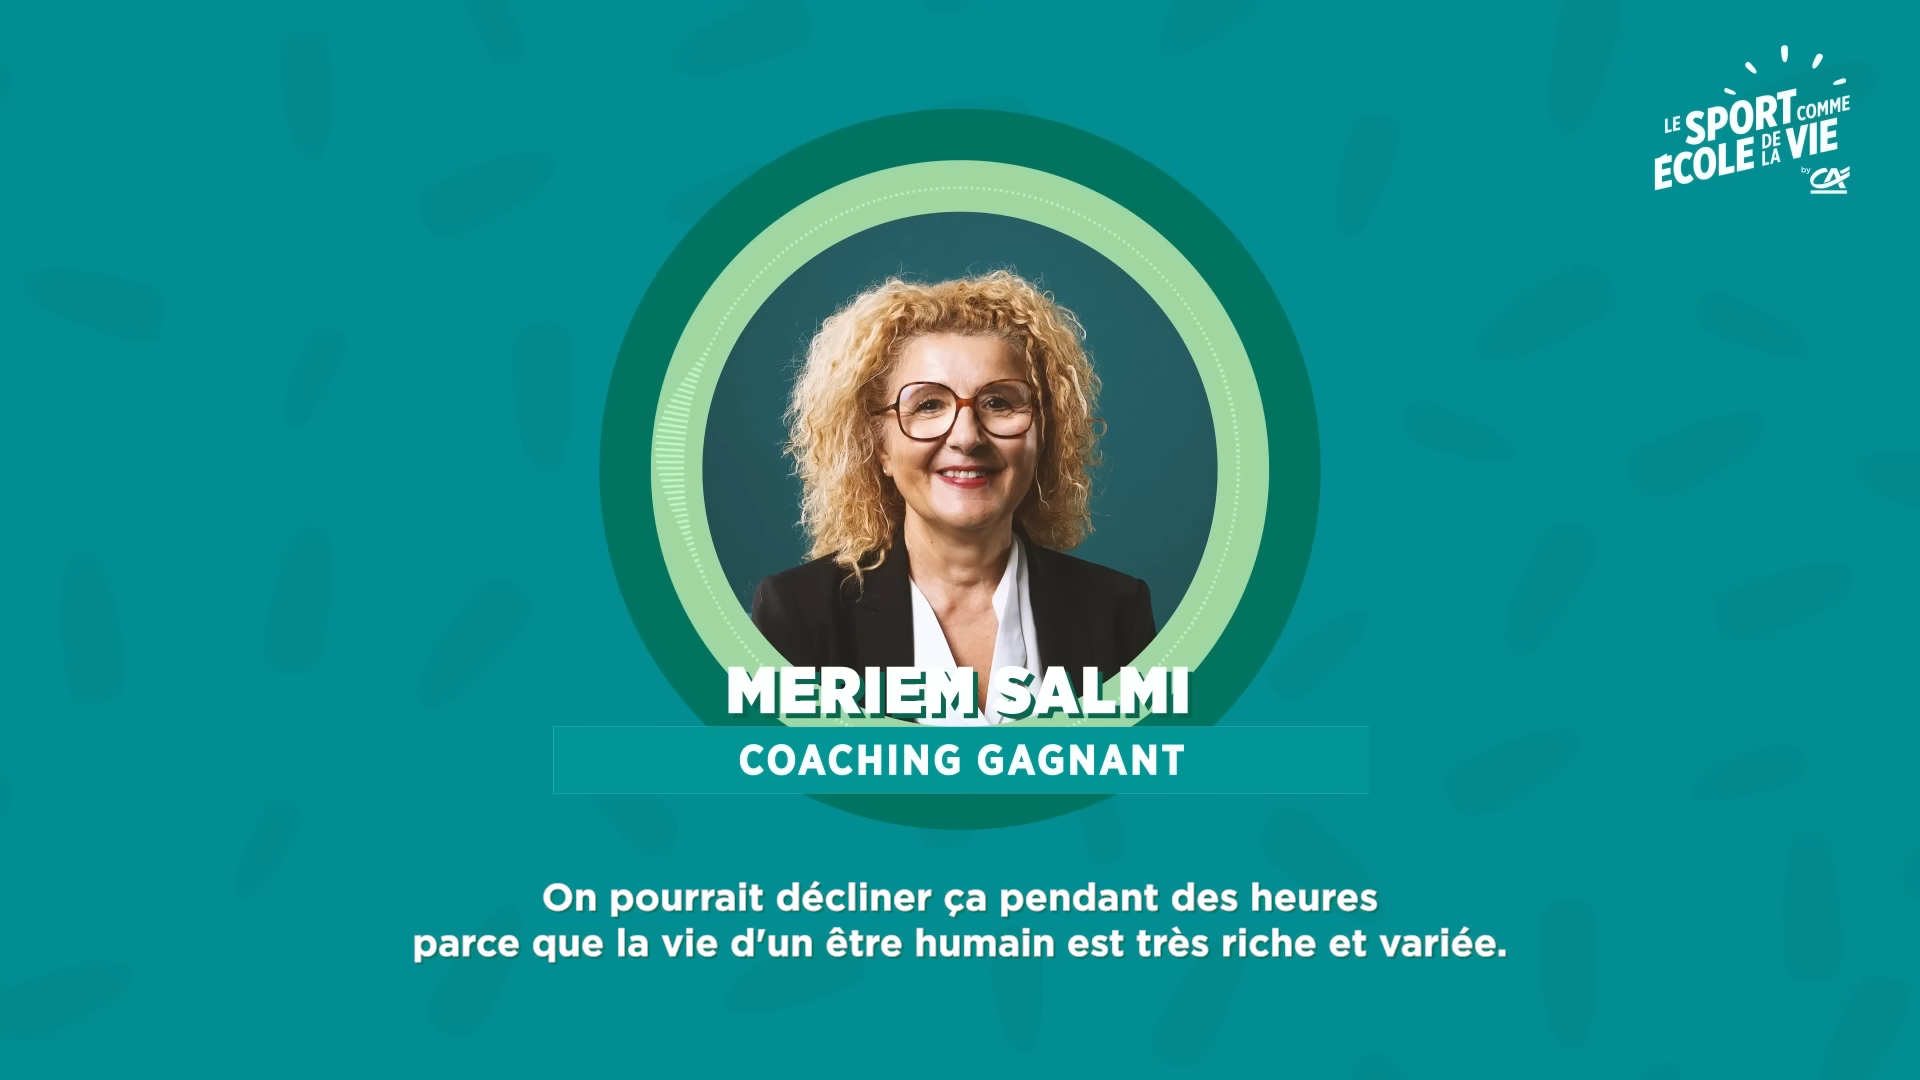 LE SPORT COMME
ÉCOLE DE LA VIE
by CA
MERIEM SALMI
COACHING GAGNANT
On pourrait décliner ça pendant des heures
parce que la vie d'un être humain est très riche et variée.